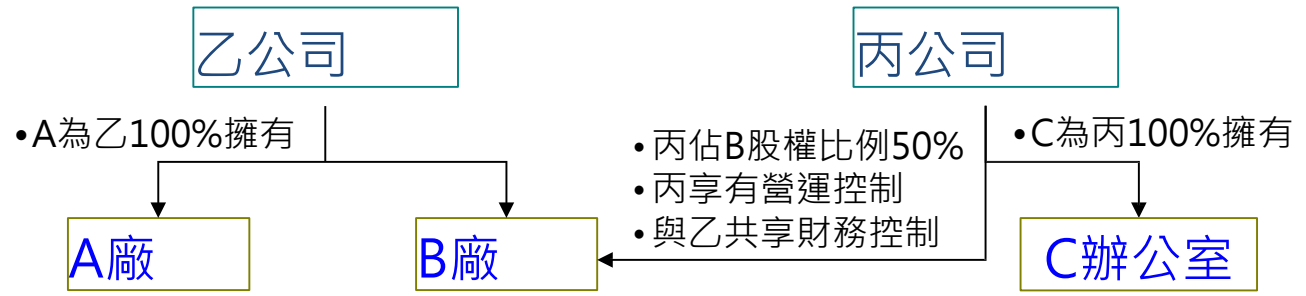 乙公司
丙公司
•A為乙100%擁有
•丙佔B股權比例50%
•丙享有營運控制
•與乙共享財務控制
•C為丙100%擁有
A廠
B廠
C辦公室